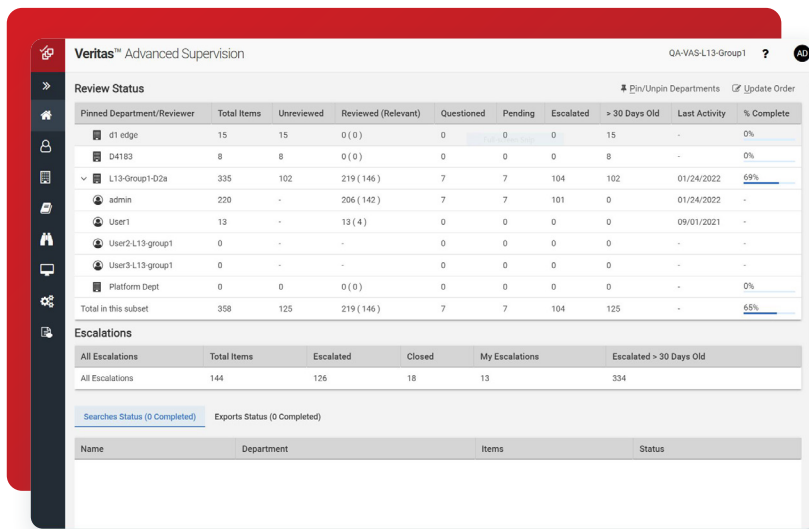 Veritas™ Advanced Supervision
QA-VAS-L13-Group1 ? AD
Review Status
Pin/Unpin Departments Update Order
Pinned Department/Reviewer Total Items Unreviewed Reviewed (Relevant) Questioned Pending Escalated > 30 Days Old Last Activity % Complete
d1 edge 15 15 0 ( 0 ) 0 0 0 15 - 0%
D4183 8 8 0 ( 0 ) 0 0 0 8 - 0%
L13-Group1-D2a 335 102 219 ( 146 ) 7 7 104 102 01/24/2022 69%
admin 220 - 206 ( 142 ) 7 7 101 0 01/24/2022 -
User1 13 - 13 ( 4 ) 0 0 0 0 09/01/2021 -
User2-L13-group1 0 - - 0 0 0 0 - -
User3-L13-group1 0 - - 0 0 0 0 - -
Platform Dept 0 0 0 ( 0 ) 0 0 0 0 - 0%
Total in this subset 358 125 219 ( 146 ) 7 7 104 125 - 65%
Escalations
All Escalations Total Items Escalated Closed My Escalations Escalated > 30 Days Old
All Escalations 144 126 18 13 334
Searches Status (0 Completed) Exports Status (0 Completed)
Name Department Items Status